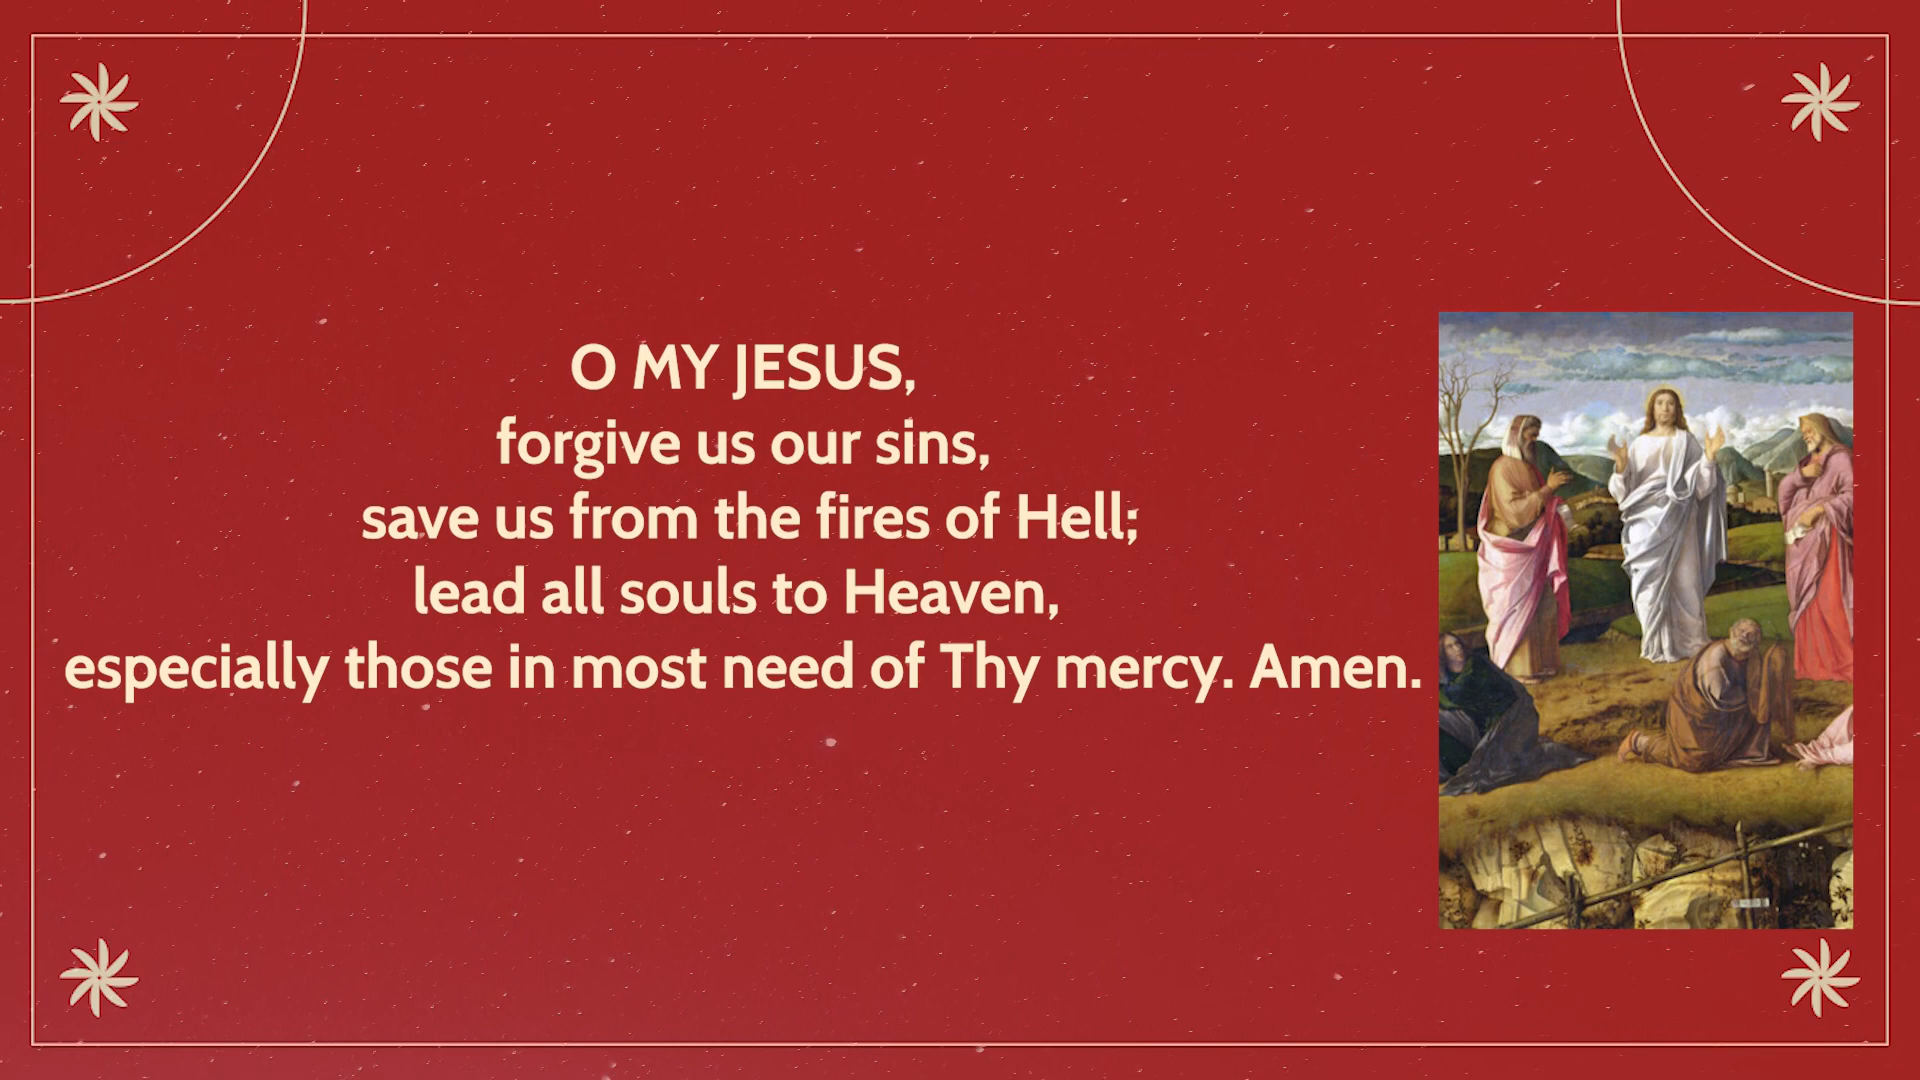 O MY JESUS,
forgive us our sins,
save us from the fires of Hell;
lead all souls to Heaven,
especially those in most need of Thy mercy. Amen.